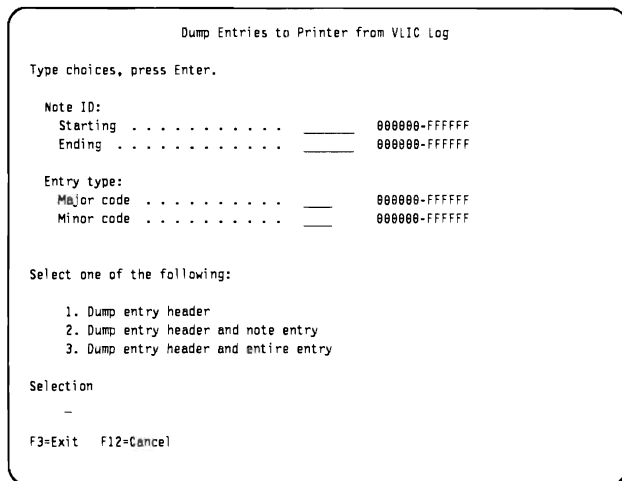 Dump Entries to Printer from VLIC Log
Type choices, press Enter.
Note ID:
Starting . . . . . . . . . . . ______ 000000-FFFFFF
Ending . . . . . . . . . . . . ______ 000000-FFFFFF
Entry type:
Major code . . . . . . . . . . ____ 000000-FFFFFF
Minor code . . . . . . . . . . ____ 000000-FFFFFF
Select one of the following:
1. Dump entry header
2. Dump entry header and note entry
3. Dump entry header and entire entry
Selection
_
F3=Exit F12=Cancel